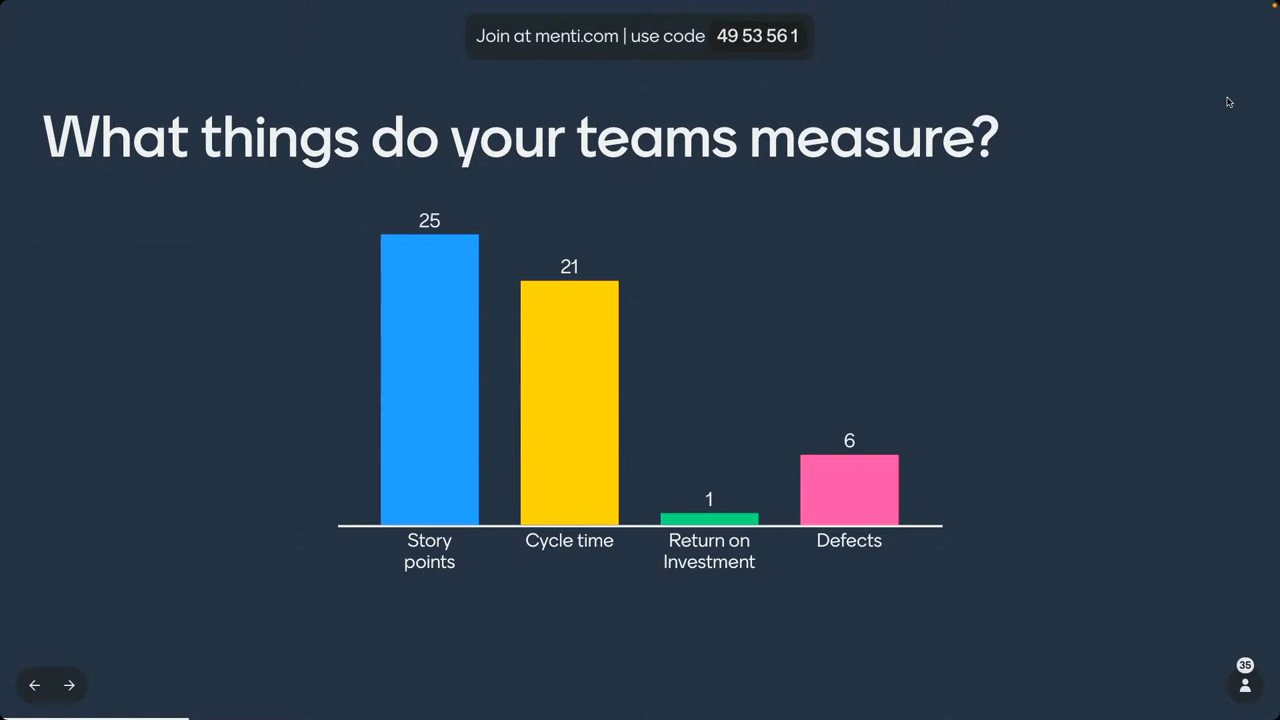 Join at menti.com | use code 49 53 56 1
What things do your teams measure?
25
21
1
6
Story
points
Cycle time
Return on
Investment
Defects
35